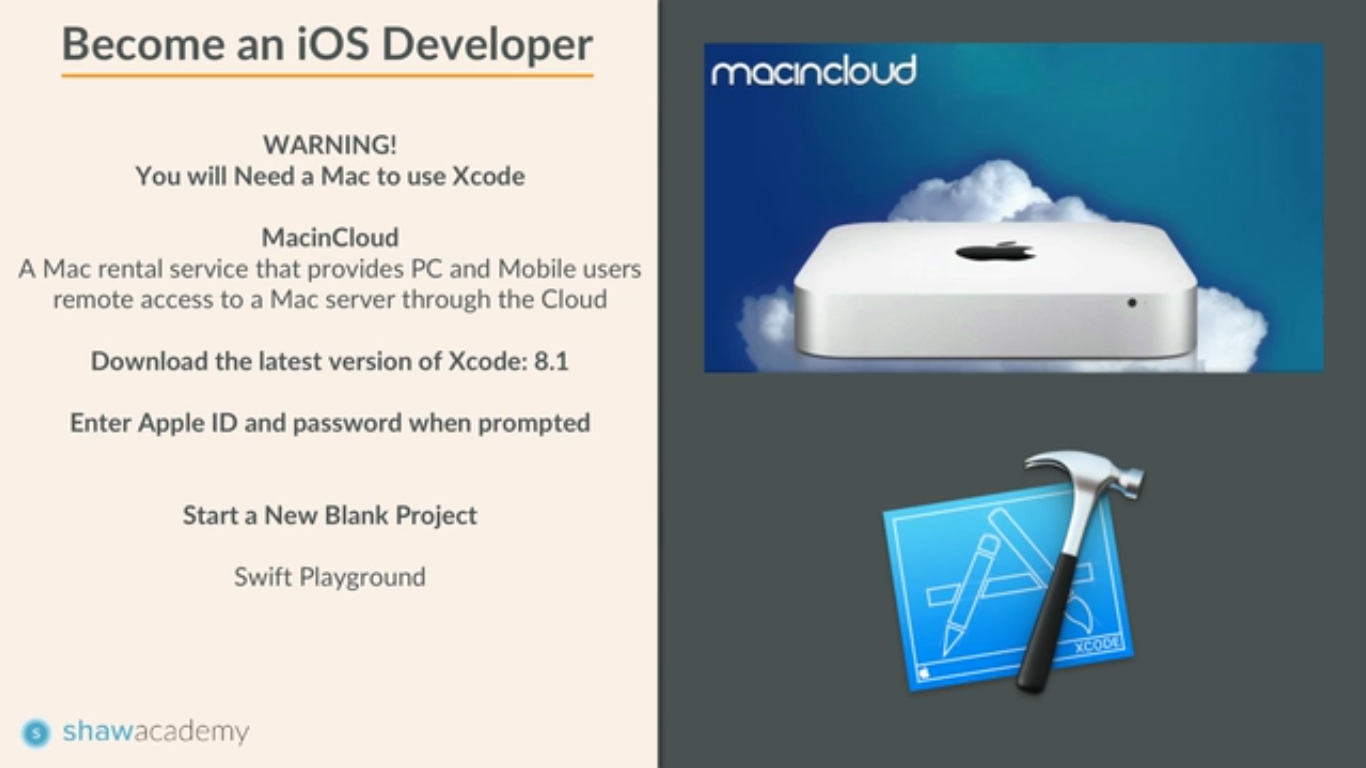 Become an iOS Developer
WARNING!
You will Need a Mac to use Xcode
MacinCloud
A Mac rental service that provides PC and Mobile users
remote access to a Mac server through the Cloud
Download the latest version of Xcode: 8.1
Enter Apple ID and password when prompted
Start a New Blank Project
Swift Playground
S shawacademy
macincloud
XCODE